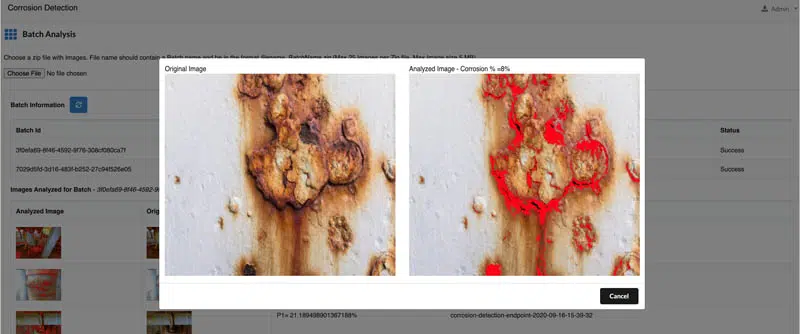 Corrosion Detection
Admin
Batch Analysis
Choose a zip file with Images. File name should contain a Batch name and be in the format filename_BatchName.zip (Max 25 Images per Zip file, Max Image size 5 MB)
Choose File No file chosen
Original Image
Analyzed Image - Corrosion % =8%
Batch Information
Batch Id
Status
3f0efa69-8f46-4592-9f76-308cf080ca7f
Success
7029d5fd-3d16-483f-b252-27c94f526e05
Success
Images Analyzed for Batch - 3f0efa69-8f46-4592-9
Analyzed Image
Orig
Cancel
P1= 21.189498901367188%
corrosion-detection-endpoint-2020-09-16-15-39-32